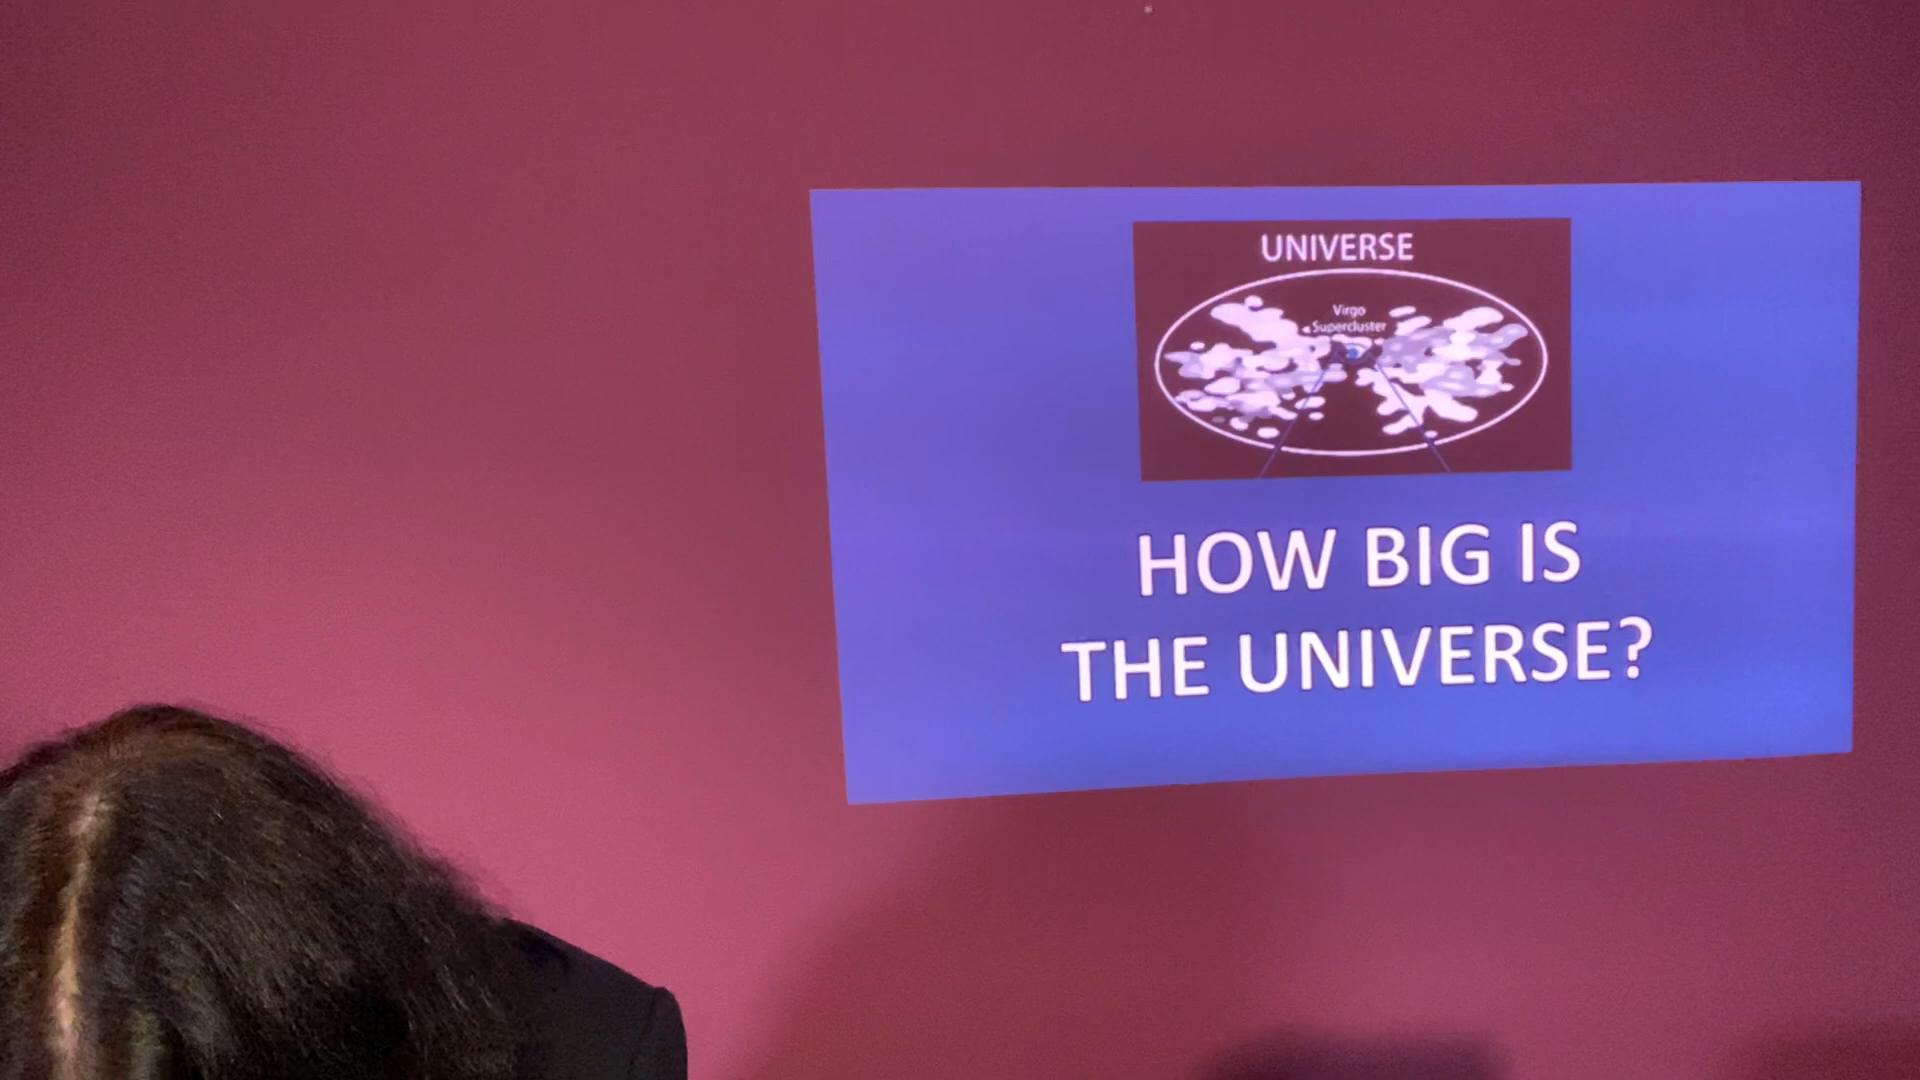 UNIVERSE
Virgo
Supercluster
HOW BIG IS
THE UNIVERSE?